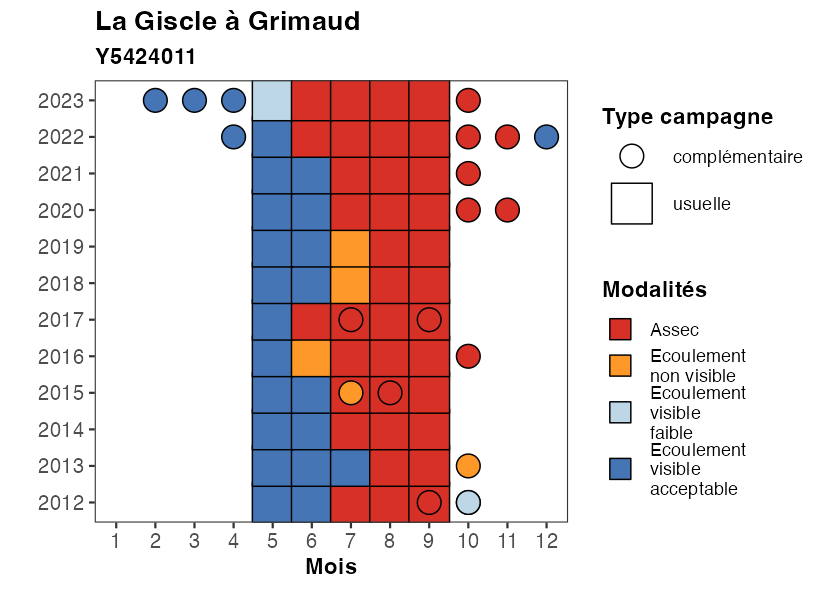 La Giscle à Grimaud
Y5424011
2023
2022
2021
2020
2019
2018
2017
2016
2015
2014
2013
2012
1 2 3 4 5 6 7 8 9 10 11 12
Mois
Type campagne
complémentaire
usuelle
Modalités
Assec
Ecoulement
non visible
Ecoulement
visible
faible
Ecoulement
visible
acceptable